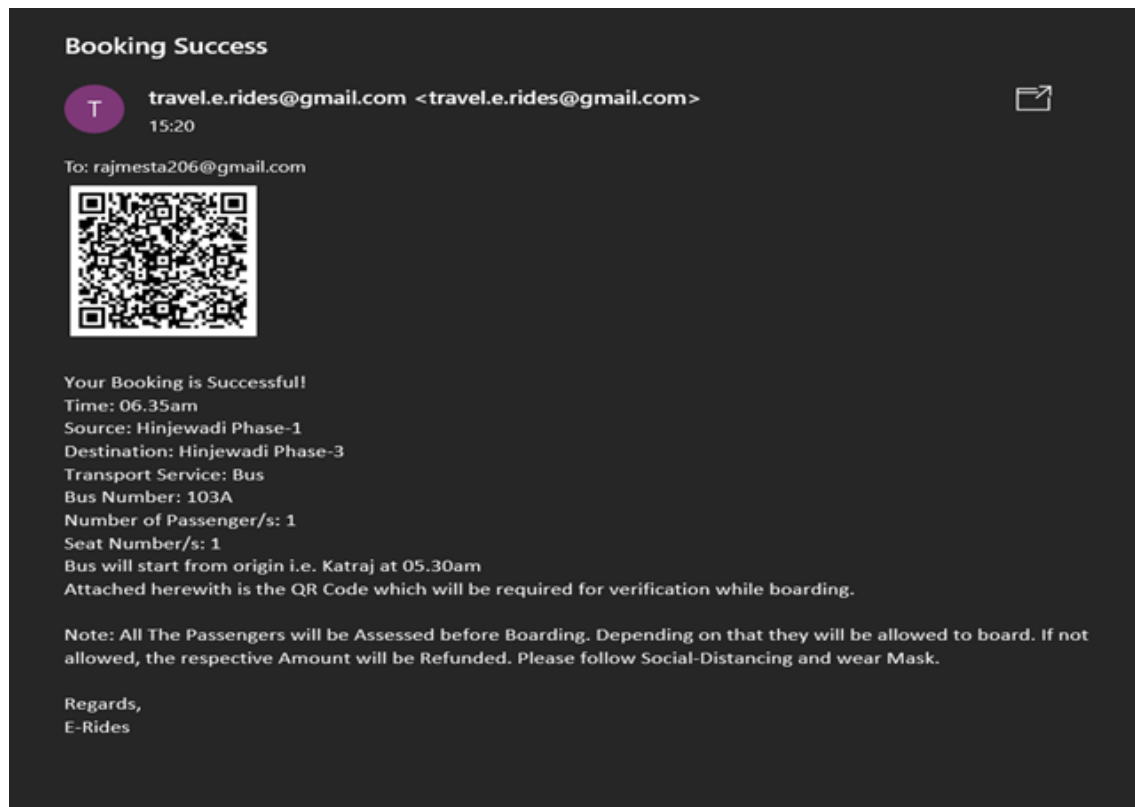 Booking Success
T
travel.e.rides@gmail.com <travel.e.rides@gmail.com>
15:20
To: rajmesta206@gmail.com
Your Booking is Successful!
Time: 06.35am
Source: Hinjewadi Phase-1
Destination: Hinjewadi Phase-3
Transport Service: Bus
Bus Number: 103A
Number of Passenger/s: 1
Seat Number/s: 1
Bus will start from origin i.e. Katraj at 05.30am
Attached herewith is the QR Code which will be required for verification while boarding.
Note: All The Passengers will be Assessed before Boarding. Depending on that they will be allowed to board. If not
allowed, the respective Amount will be Refunded. Please follow Social-Distancing and wear Mask.
Regards,
E-Rides